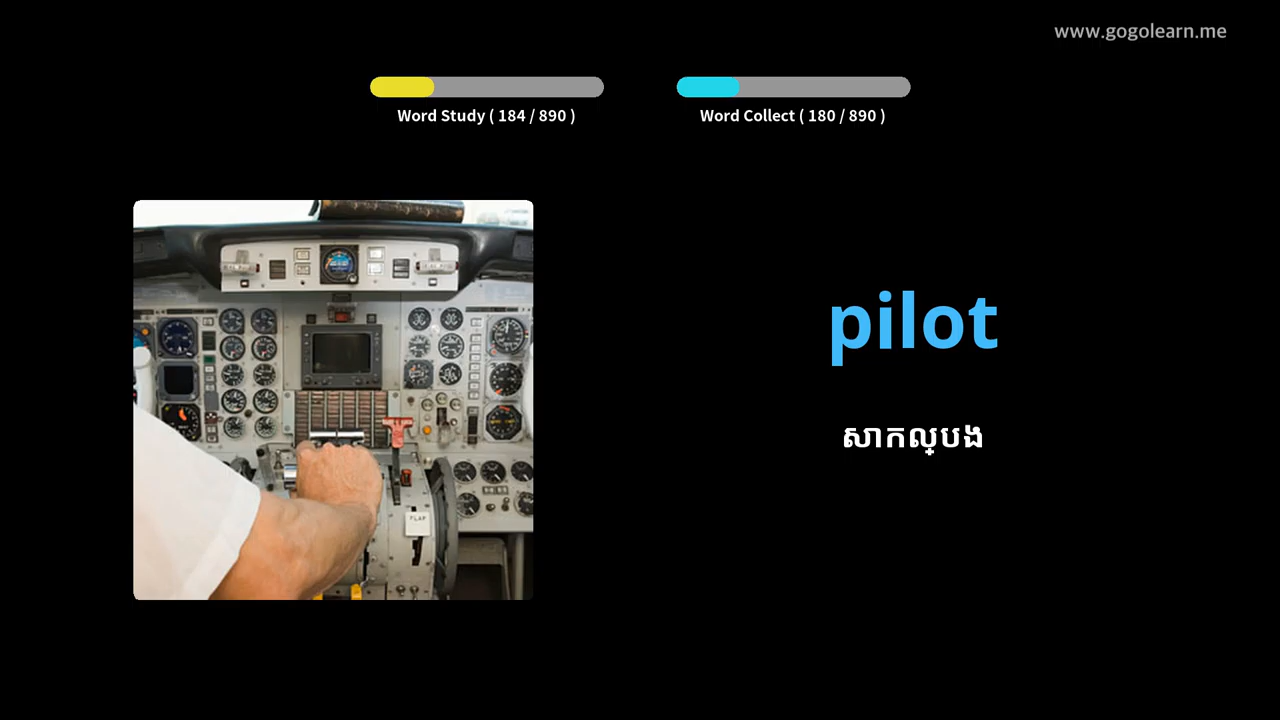 www.gogolearn.me
Word Study ( 184 / 890 )
Word Collect ( 180 / 890 )
pilot
សាកល្បង
FLAP